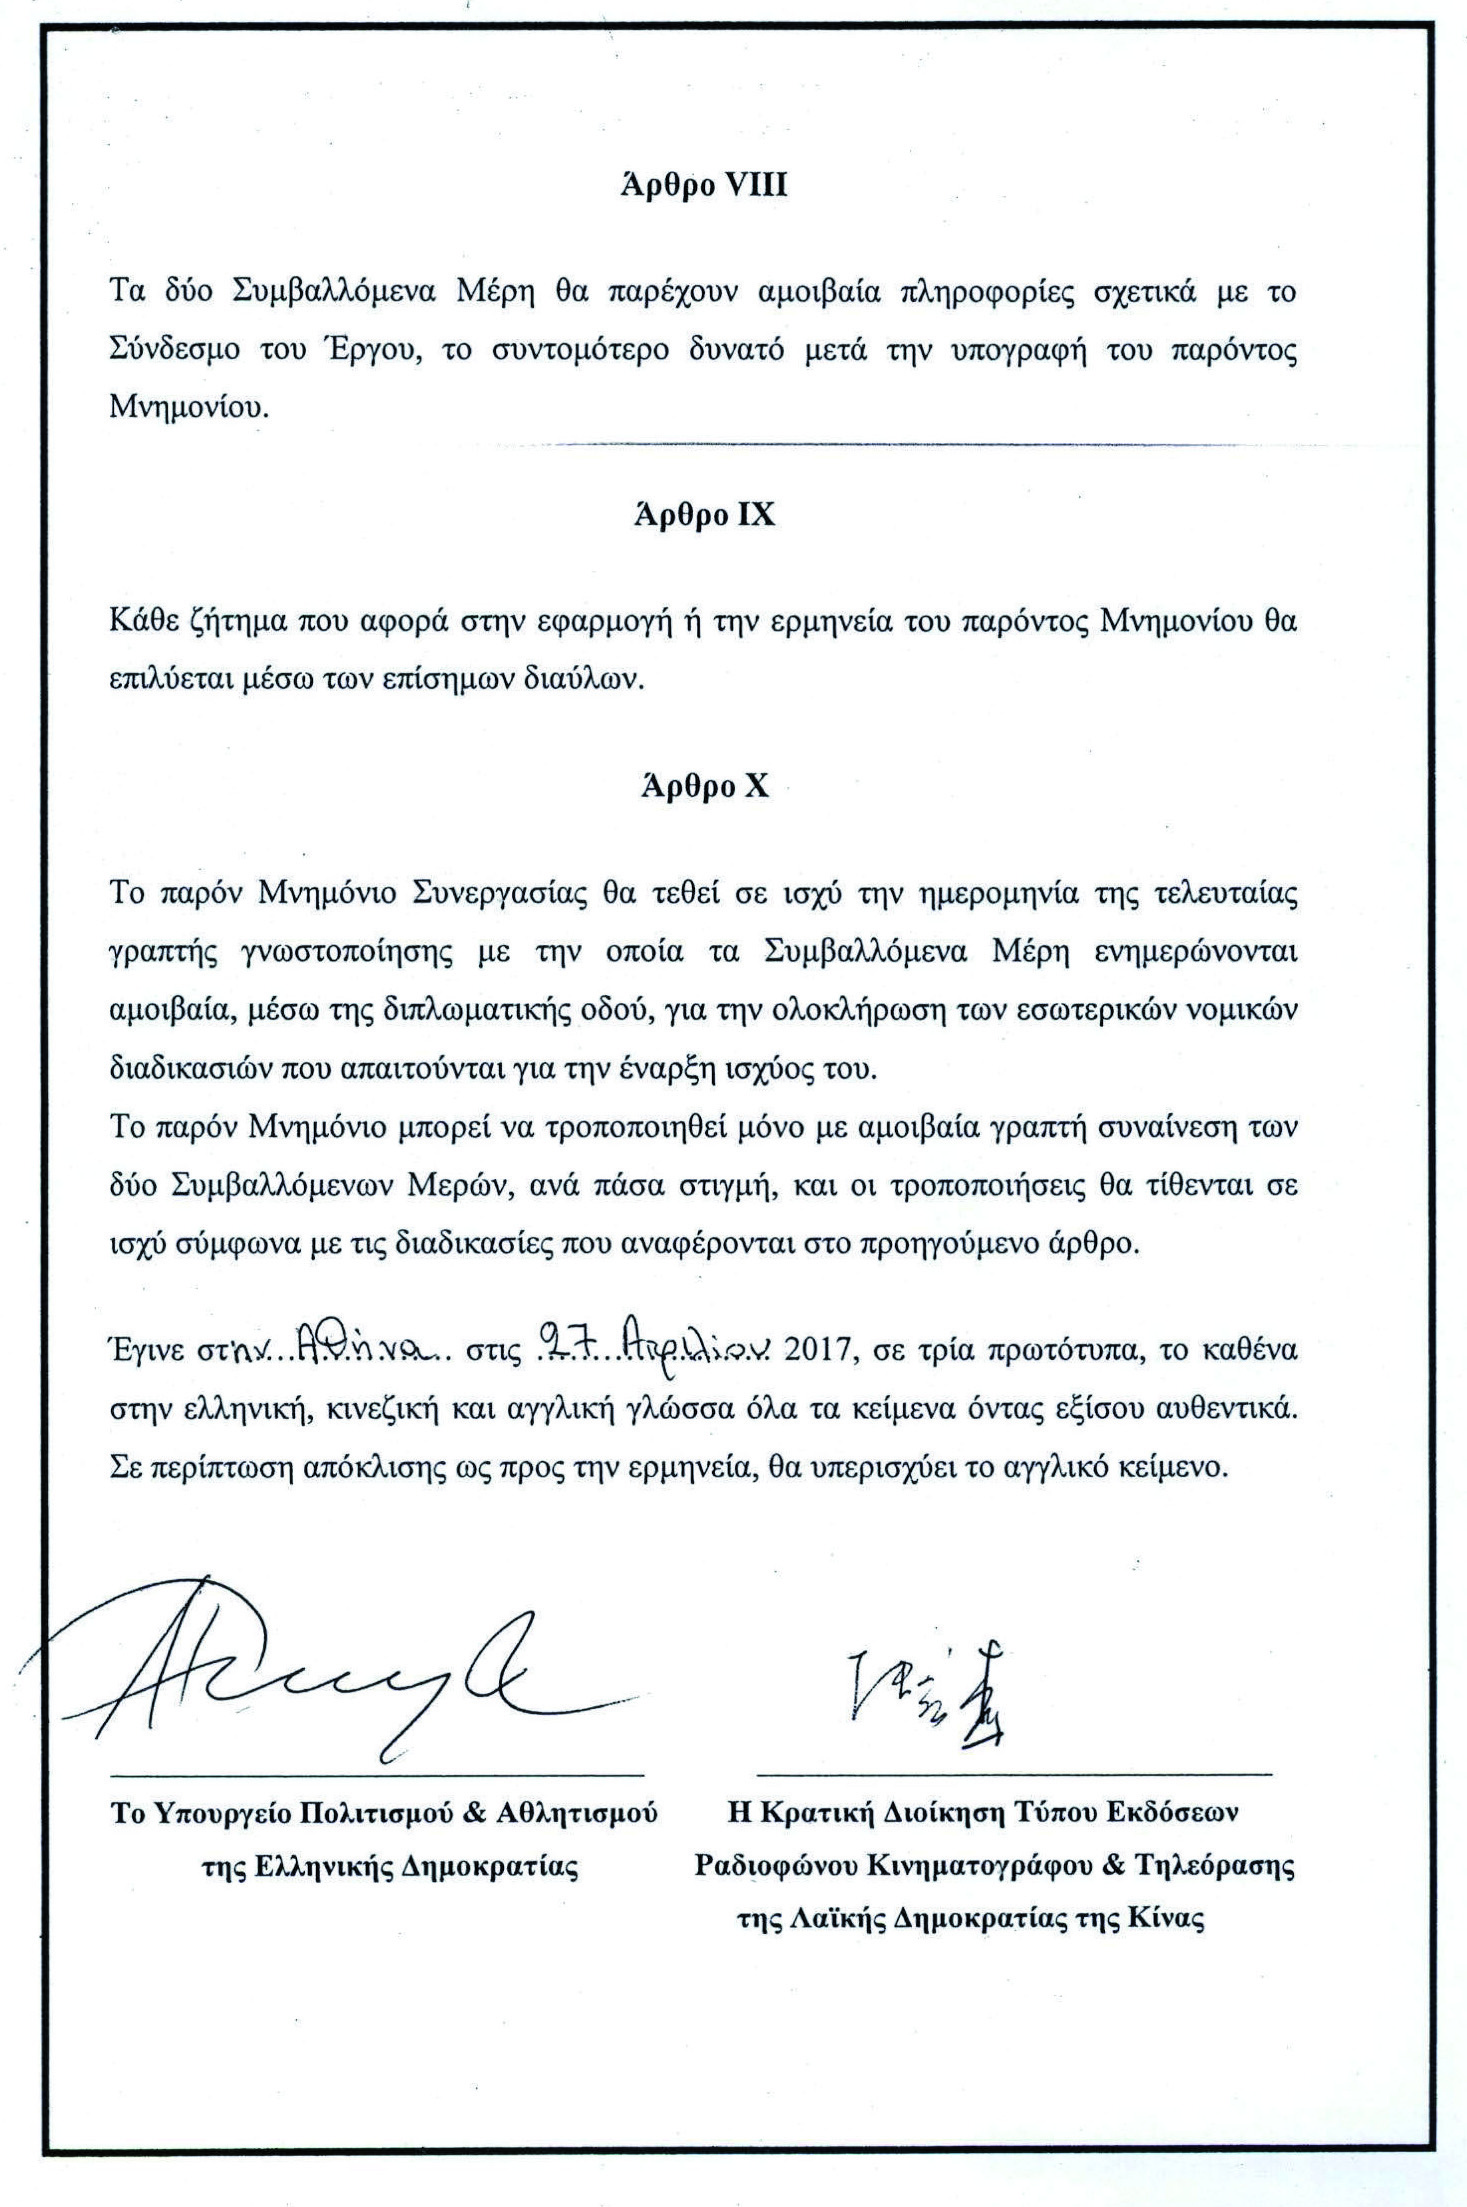 Άρθρο VIII
Τα δύο Συμβαλλόμενα Μέρη θα παρέχουν αμοιβαία πληροφορίες σχετικά με το
Σύνδεσμο του Έργου, το συντομότερο δυνατό μετά την υπογραφή του παρόντος
Μνημονίου.
Άρθρο IX
Κάθε ζήτημα που αφορά στην εφαρμογή ή την ερμηνεία του παρόντος Μνημονίου θα
επιλύεται μέσω των επίσημων διαύλων.
Άρθρο X
Το παρόν Μνημόνιο Συνεργασίας θα τεθεί σε ισχύ την ημερομηνία της τελευταίας
γραπτής γνωστοποίησης με την οποία τα Συμβαλλόμενα Μέρη ενημερώνονται
αμοιβαία, μέσω της διπλωματικής οδού, για την ολοκλήρωση των εσωτερικών νομικών
διαδικασιών που απαιτούνται για την έναρξη ισχύος του.
Το παρόν Μνημόνιο μπορεί να τροποποιηθεί μόνο με αμοιβαία γραπτή συναίνεση των
δύο Συμβαλλόμενων Μερών, ανά πάσα στιγμή, και οι τροποποιήσεις θα τίθενται σε
ισχύ σύμφωνα με τις διαδικασίες που αναφέρονται στο προηγούμενο άρθρο.
Έγινε στην...Αθήνα.. στις .27...Απριλίου 2017, σε τρία πρωτότυπα, το καθένα
στην ελληνική, κινεζική και αγγλική γλώσσα όλα τα κείμενα όντας εξίσου αυθεντικά.
Σε περίπτωση απόκλισης ως προς την ερμηνεία, θα υπερισχύει το αγγλικό κείμενο.
Το Υπουργείο Πολιτισμού & Αθλητισμού
της Ελληνικής Δημοκρατίας
Η Κρατική Διοίκηση Τύπου Εκδόσεων
Ραδιοφώνου Κινηματογράφου & Τηλεόρασης
της Λαϊκής Δημοκρατίας της Κίνας